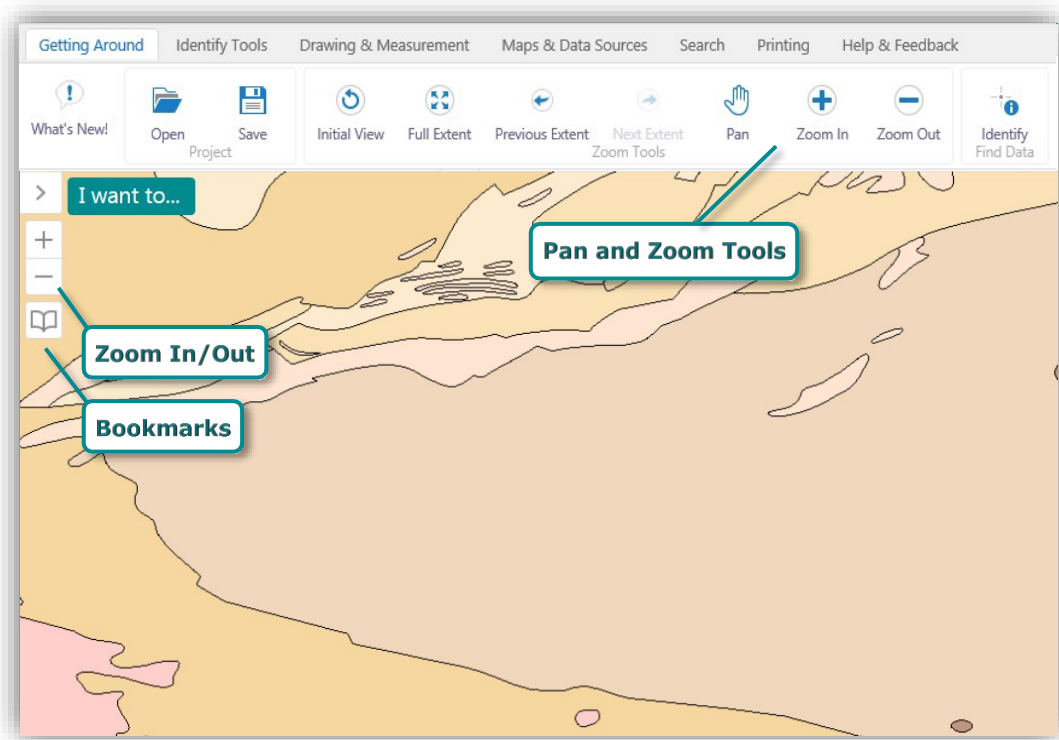 Getting Around Identify Tools Drawing & Measurement Maps & Data Sources Search Printing Help & Feedback
What's New! Open Save Initial View Full Extent Previous Extent Next Extent Pan Zoom In Zoom Out Identify
Project Zoom Tools Find Data
I want to...
Pan and Zoom Tools
Zoom In/Out
Bookmarks